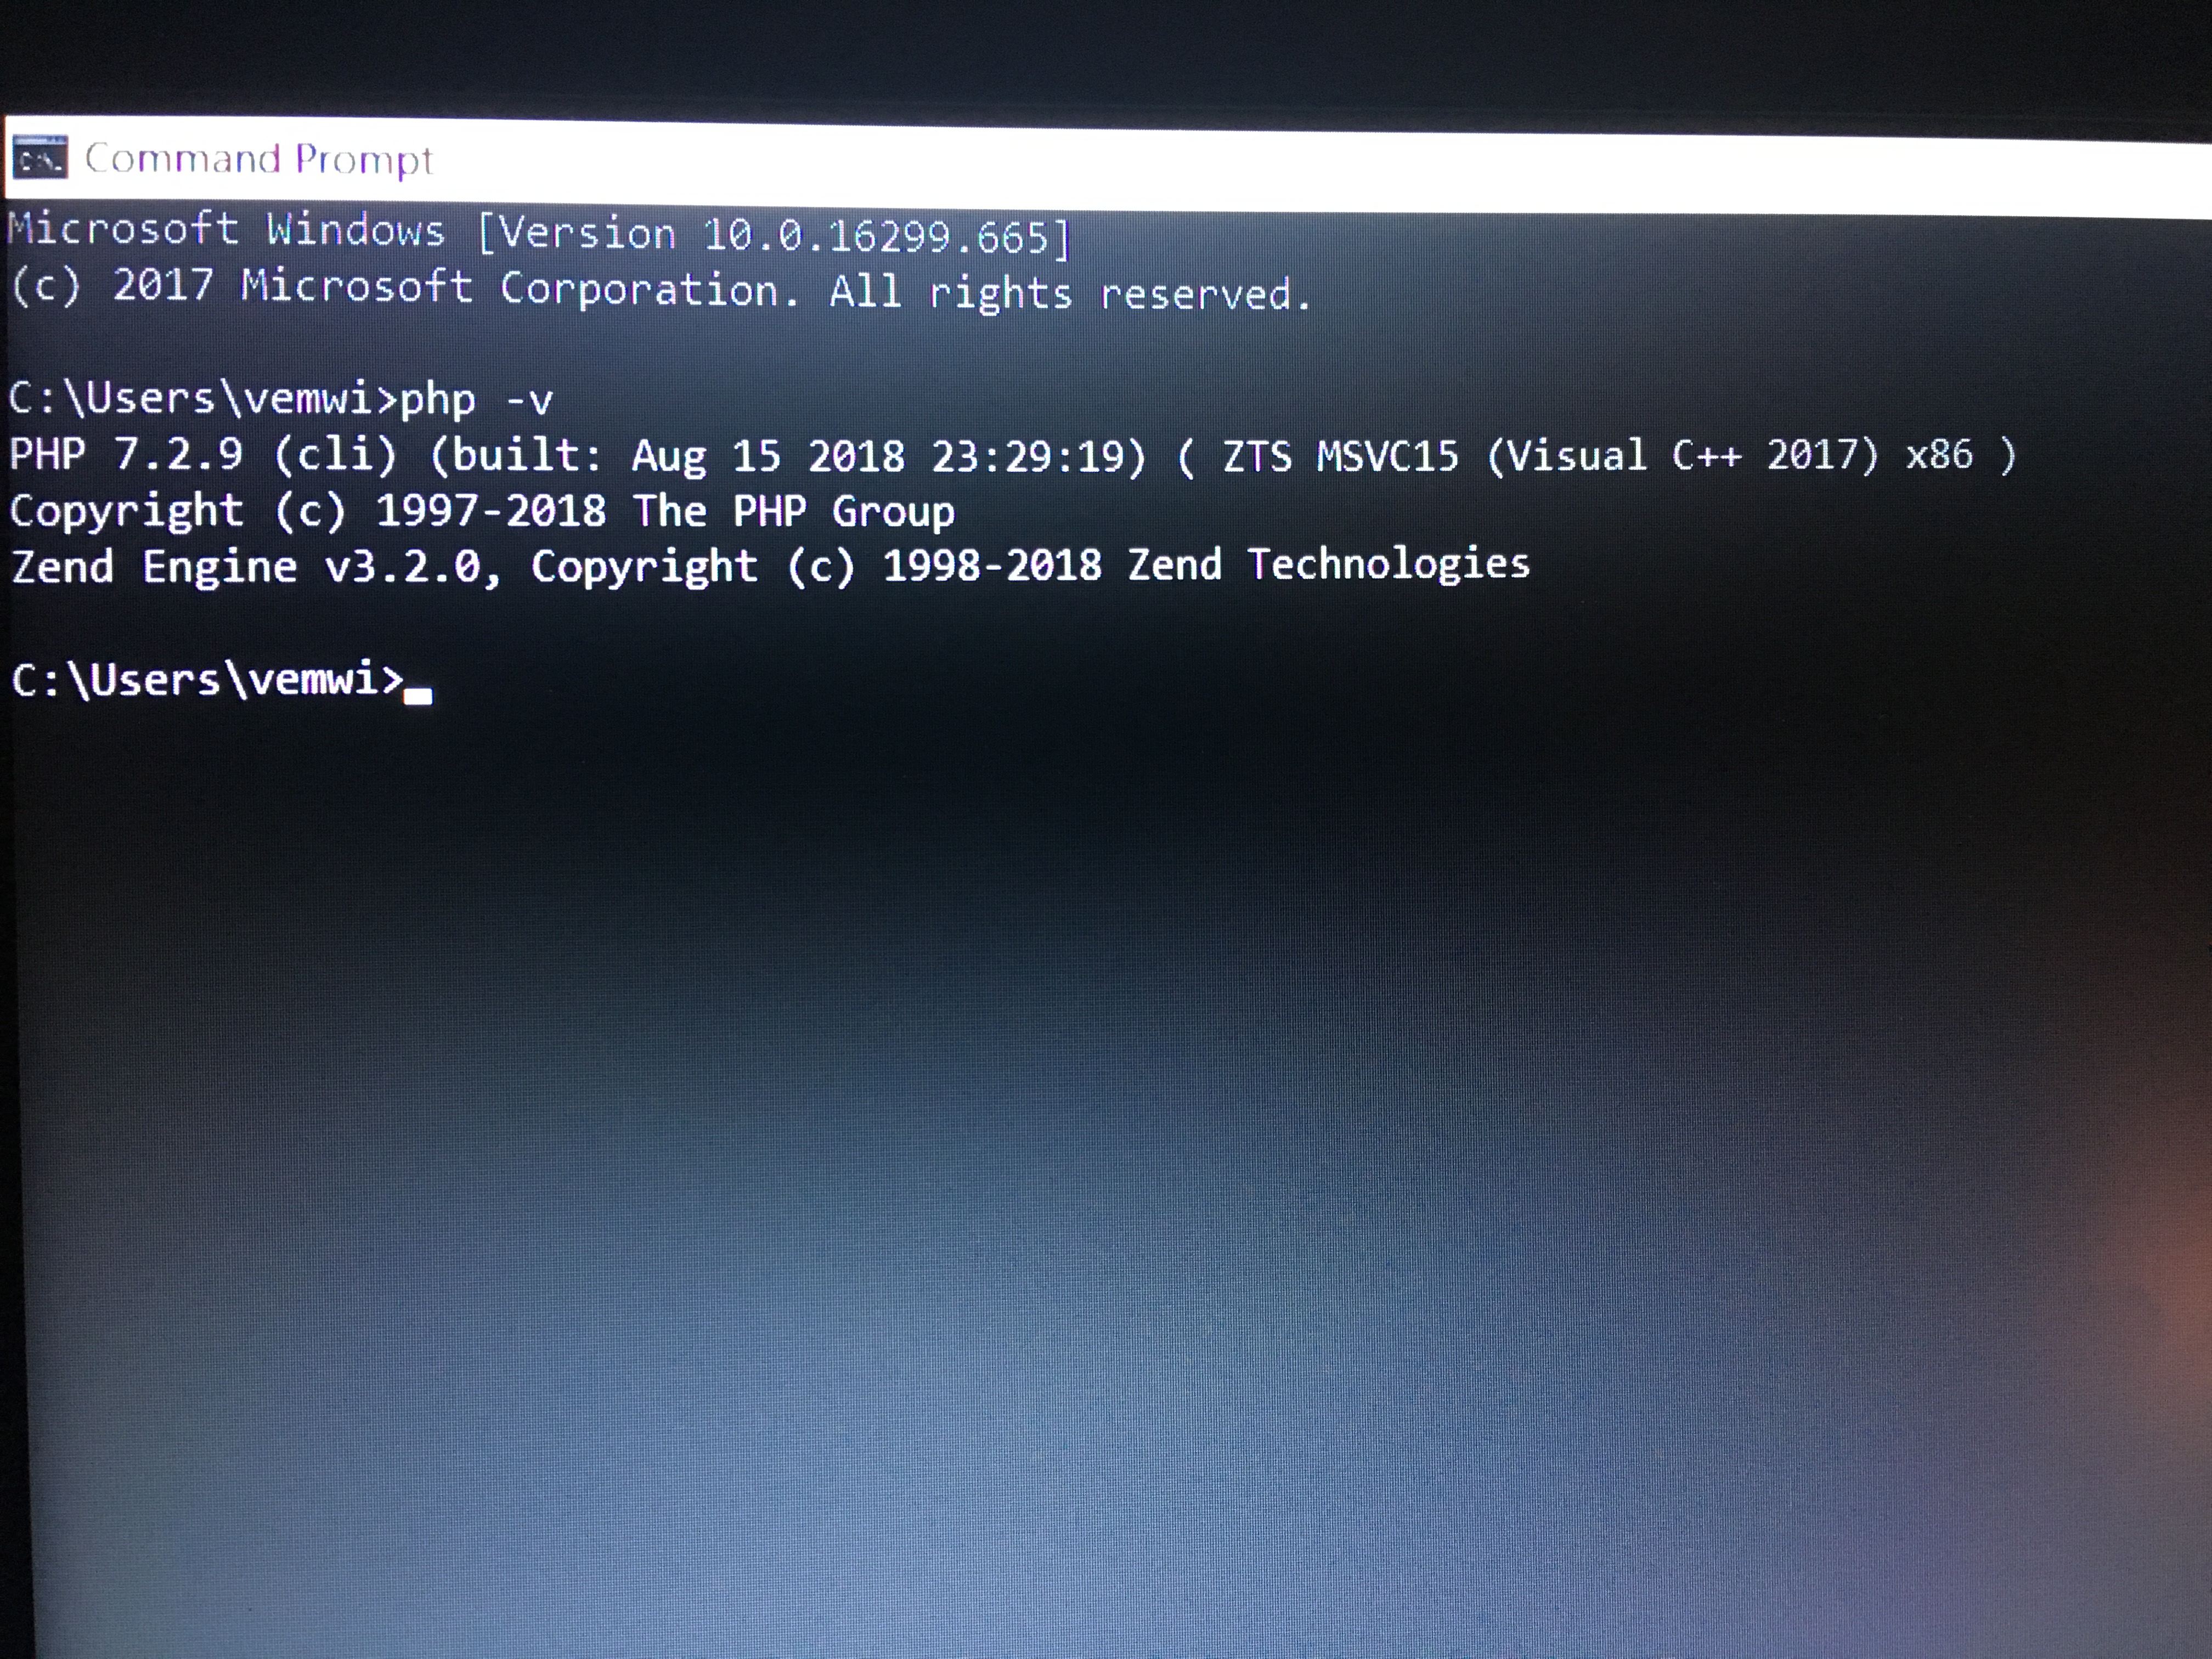 C:\.
Command Prompt
Microsoft Windows [Version 10.0.16299.665]
(c) 2017 Microsoft Corporation. All rights reserved.
C:\Users\vemwi>php -v
PHP 7.2.9 (cli) (built: Aug 15 2018 23:29:19) ( ZTS MSVC15 (Visual C++ 2017) x86 )
Copyright (c) 1997-2018 The PHP Group
Zend Engine v3.2.0, Copyright (c) 1998-2018 Zend Technologies
C:\Users\vemwi>